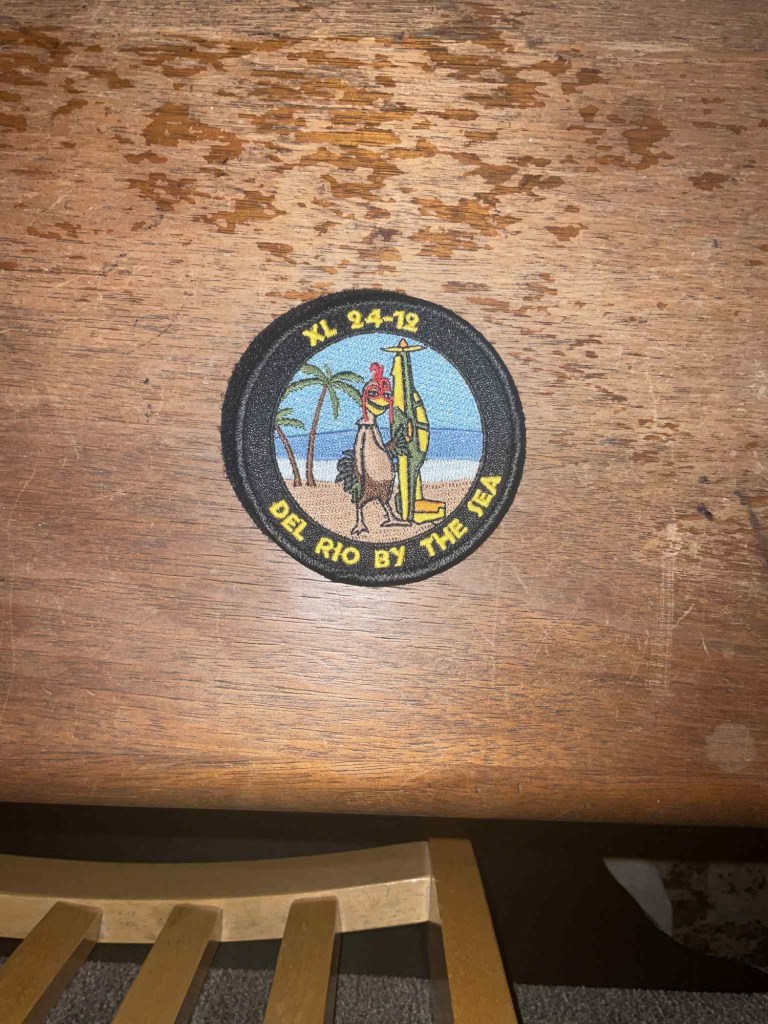 XL 24-12
DEL RIO BY THE SEA